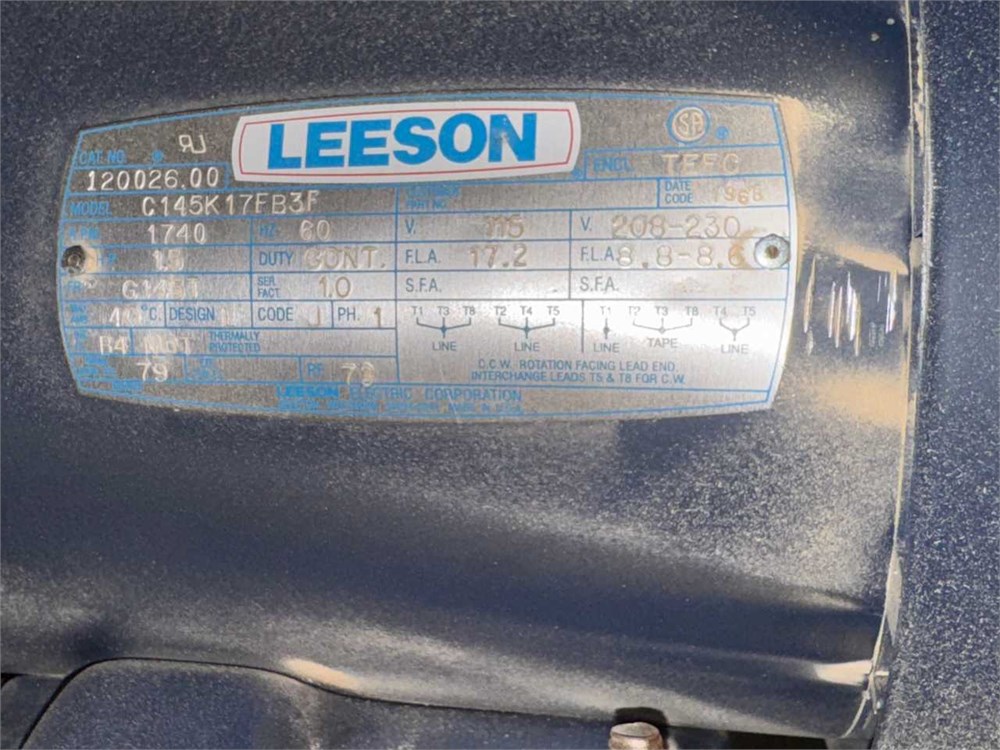 LEESON
CAT. NO.
120026.00 ENCL. TEFC
MODEL C145K17FB3F DATE CODE
1740 HZ. 60 V. 115 V. 208-230
DUTY CONT. F.L.A. 17.2 F.L.A. 8.8-8.6
SER. FACT. 1.0 S.F.A. S.F.A.
°C. DESIGN CODE J PH. 1 T1 T3 T8 T2 T4 T5 T1 T2 T3 T8 T4 T5
THERMALLY PROTECTED LINE LINE LINE TAPE LINE
79 C.C.W. ROTATION FACING LEAD END.
INTERCHANGE LEADS T5 & T8 FOR C.W.
LEESON ELECTRIC CORPORATION